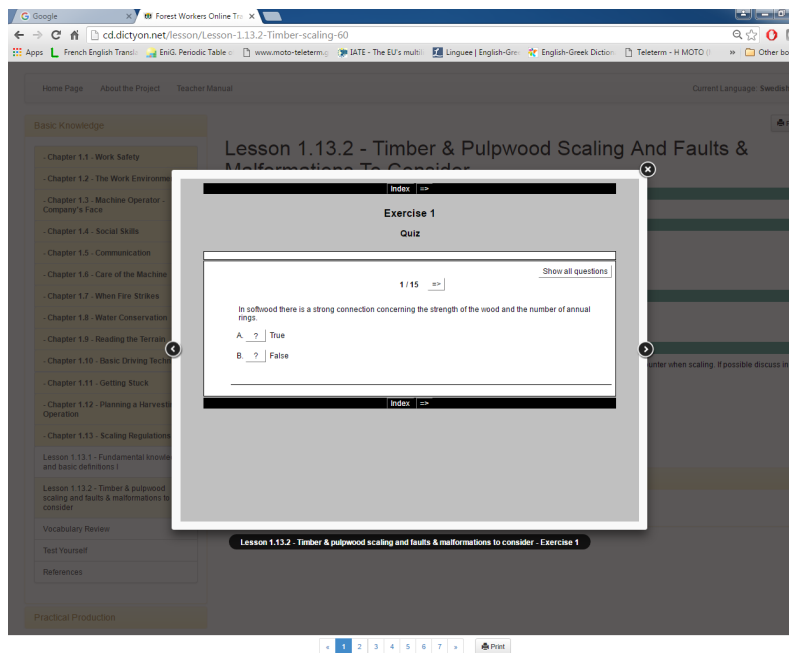 Google
Forest Workers Online Tra
cd.dictyon.net/lesson/Lesson-1.13.2-Timber-scaling-60
Apps French English Transla EniG. Periodic Table o www.moto-teleterm.g IATE - The EU's multili Linguee | English-Gree English-Greek Diction Teleterm - H MOTO (I » Other bo
Home Page About the Project Teacher Manual Current Language: Swedish
Basic Knowledge
- Chapter 1.1 - Work Safety
- Chapter 1.2 - The Work Environme
- Chapter 1.3 - Machine Operator -
Company's Face
- Chapter 1.4 - Social Skills
- Chapter 1.5 - Communication
- Chapter 1.6 - Care of the Machine
- Chapter 1.7 - When Fire Strikes
- Chapter 1.8 - Water Conservation
- Chapter 1.9 - Reading the Terrain
- Chapter 1.10 - Basic Driving Techn
- Chapter 1.11 - Getting Stuck
- Chapter 1.12 - Planning a Harvesti
Operation
- Chapter 1.13 - Scaling Regulations
Lesson 1.13.1 - Fundamental knowle
and basic definitions I
Lesson 1.13.2 - Timber & pulpwood
scaling and faults & malformations to
consider
Vocabulary Review
Test Yourself
References
Practical Production
Lesson 1.13.2 - Timber & Pulpwood Scaling And Faults &
Malformations To Consider
Index =>
Exercise 1
Quiz
Show all questions
1 / 15 =>
In softwood there is a strong connection concerning the strength of the wood and the number of annual
rings.
A. ? True
B. ? False
Index =>
unter when scaling. If possible discuss in
Lesson 1.13.2 - Timber & pulpwood scaling and faults & malformations to consider - Exercise 1
« 1 2 3 4 5 6 7 » Print